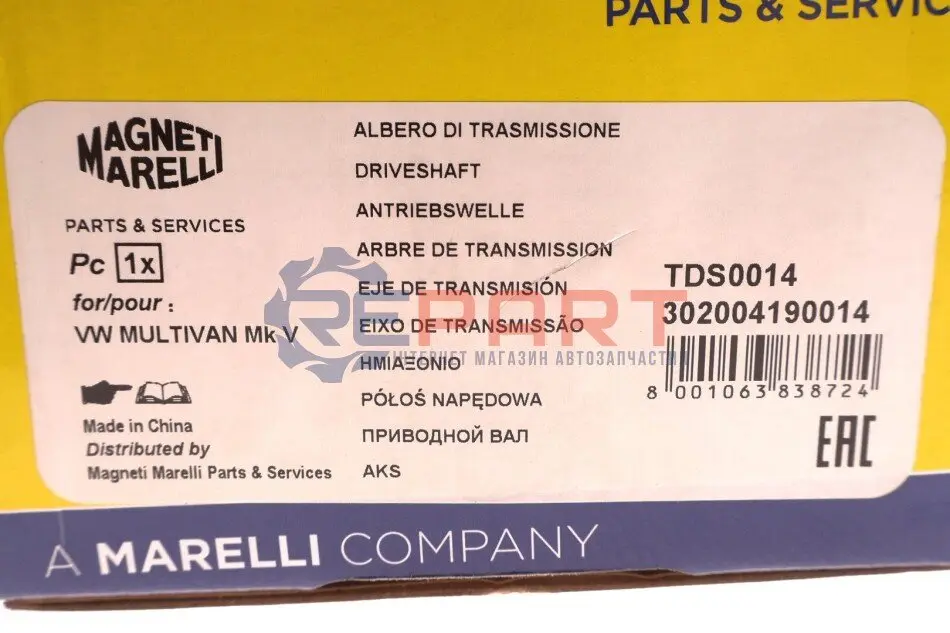 PARTS & SERVIC
MAGNETI
MARELLI
PARTS & SERVICES
Pc 1x
for/pour :
VW MULTIVAN Mk V
Made in China
Distributed by
Magneti Marelli Parts & Services
ALBERO DI TRASMISSIONE
DRIVESHAFT
ANTRIEBSWELLE
ARBRE DE TRANSMISSION
EJE DE TRANSMISIÓN
EIXO DE TRANSMISSÃO
ΗΜΙΑΞΟΝΙΟ
PÓŁOŚ NAPĘDOWA
ПРИВОДНОЙ ВАЛ
AKS
TDS0014
302004190014
8 001063 838724
EAC
REPART
ІНТЕРНЕТ МАГАЗИН АВТОЗАПЧАСТИН
A MARELLI COMPANY